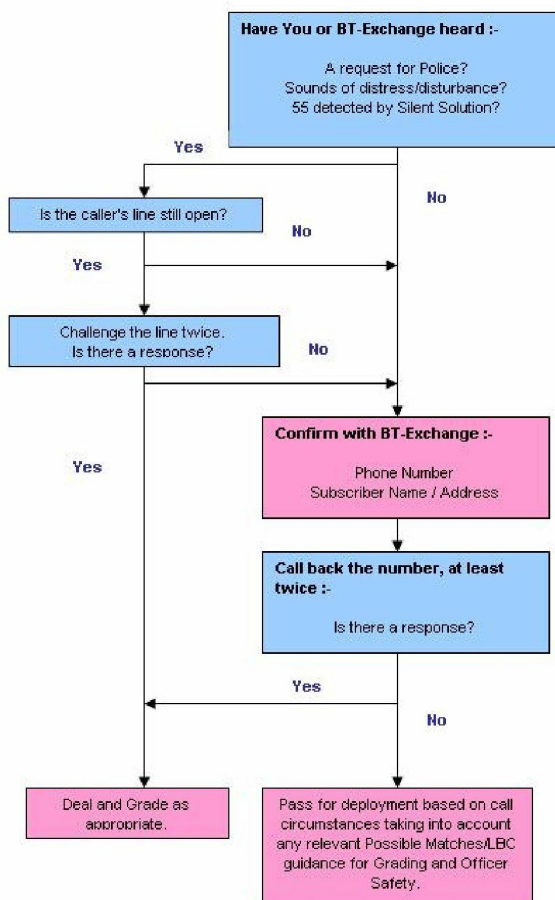 Have You or BT-Exchange heard :-
A request for Police?
Sounds of distress/disturbance?
55 detected by Silent Solution?
Yes
No
Is the caller's line still open?
No
Yes
Challenge the line twice.
Is there a response?
No
Confirm with BT-Exchange :-
Phone Number
Subscriber Name / Address
Yes
Call back the number, at least
twice :-
Is there a response?
Yes
No
Deal and Grade as
appropriate.
Pass for deployment based on call
circumstances taking into account
any relevant Possible Matches/LBC
guidance for Grading and Officer
Safety.